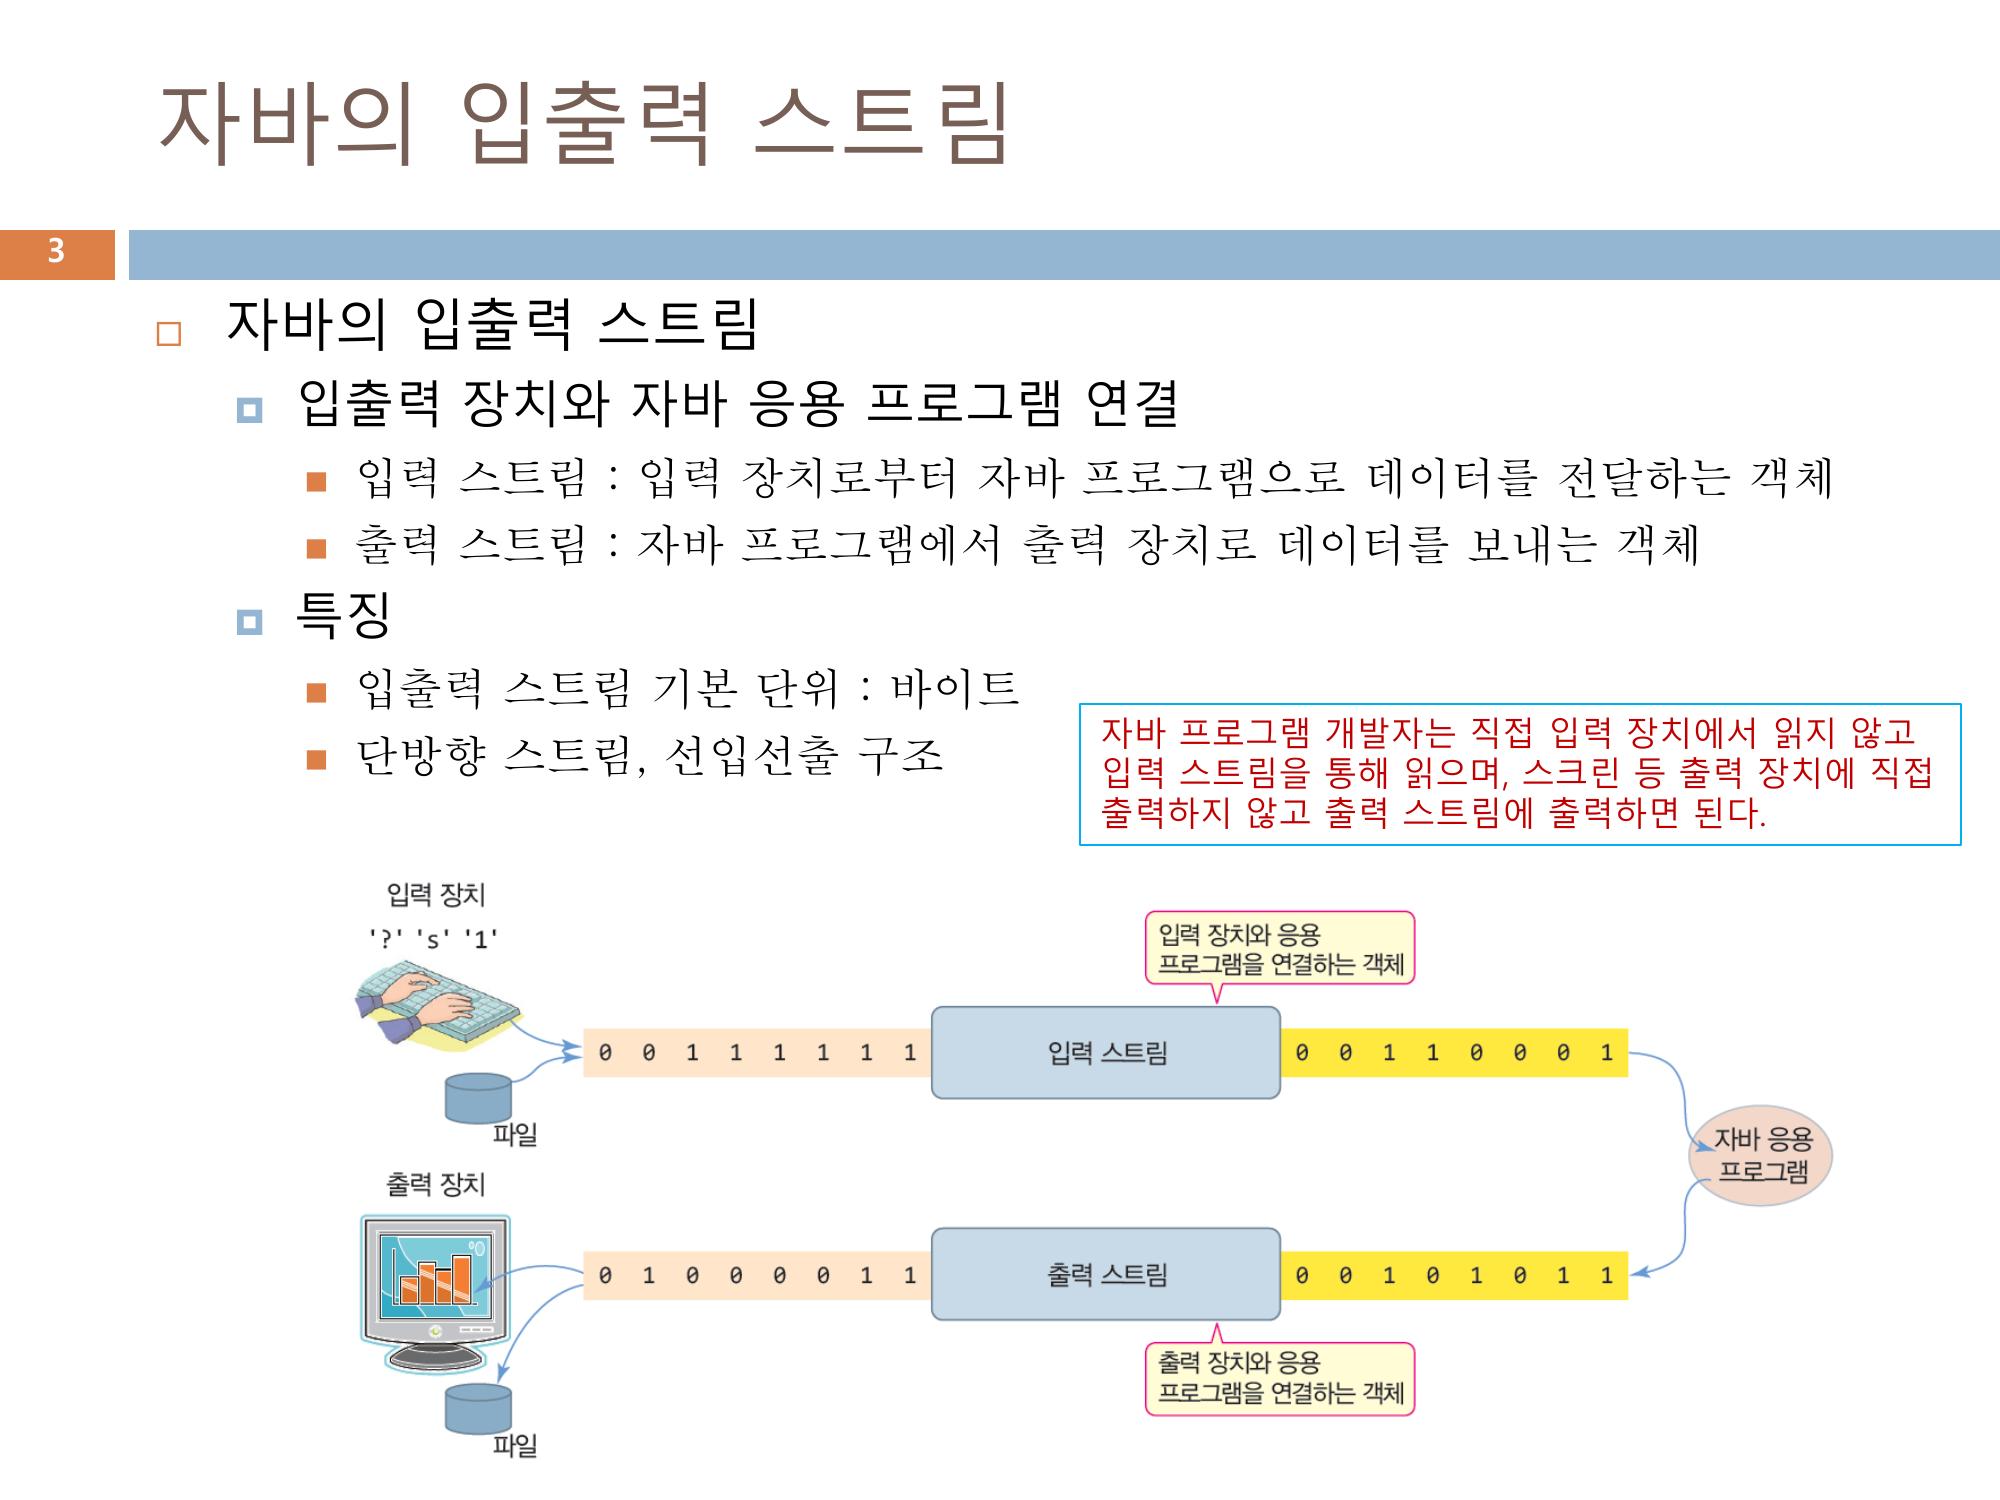 자바의 입출력 스트림
3
자바의 입출력 스트림
입출력 장치와 자바 응용 프로그램 연결
입력 스트림 : 입력 장치로부터 자바 프로그램으로 데이터를 전달하는 객체
출력 스트림 : 자바 프로그램에서 출력 장치로 데이터를 보내는 객체
특징
입출력 스트림 기본 단위 : 바이트
단방향 스트림, 선입선출 구조
자바 프로그램 개발자는 직접 입력 장치에서 읽지 않고
입력 스트림을 통해 읽으며, 스크린 등 출력 장치에 직접
출력하지 않고 출력 스트림에 출력하면 된다.
입력 장치
'?' 's' '1'
입력 장치와 응용
프로그램을 연결하는 객체
0 0 1 1 1 1 1 1
입력 스트림
0 0 1 1 0 0 0 1
파일
자바 응용
프로그램
출력 장치
0 1 0 0 0 0 1 1
출력 스트림
0 0 1 0 1 0 1 1
출력 장치와 응용
프로그램을 연결하는 객체
파일